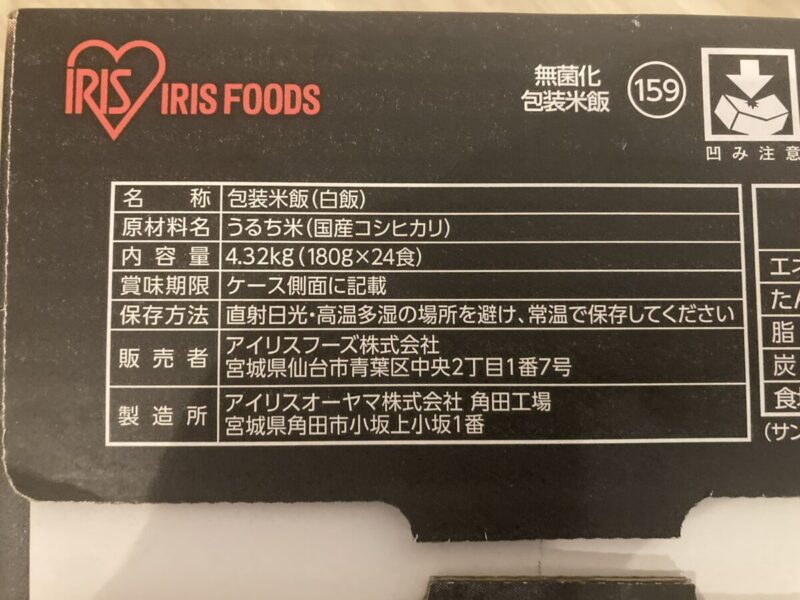 IRIS IRIS FOODS
無菌化
包装米飯
159
凹み注意
名称 包装米飯(白飯)
原材料名 うるち米(国産コシヒカリ)
内容量 4.32kg(180g×24食)
賞味期限 ケース側面に記載
保存方法 直射日光・高温多湿の場所を避け、常温で保存してください
販売者 アイリスフーズ株式会社
宮城県仙台市青葉区中央2丁目1番7号
製造所 アイリスオーヤマ株式会社 角田工場
宮城県角田市小坂上小坂1番
エネ
たん
脂
炭
食
(サン